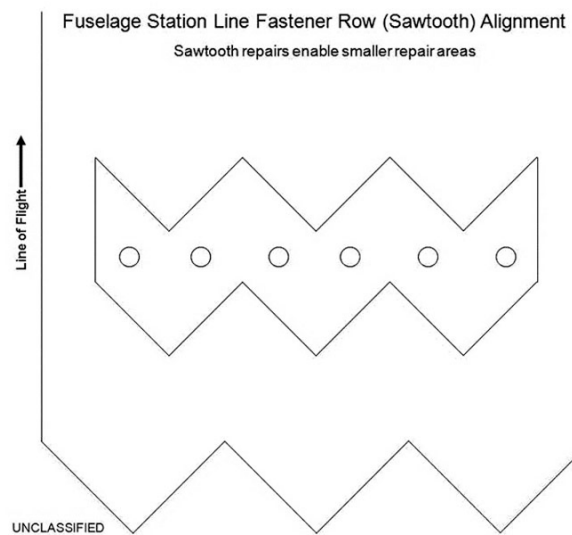 Fuselage Station Line Fastener Row (Sawtooth) Alignment
Sawtooth repairs enable smaller repair areas
Line of Flight
UNCLASSIFIED